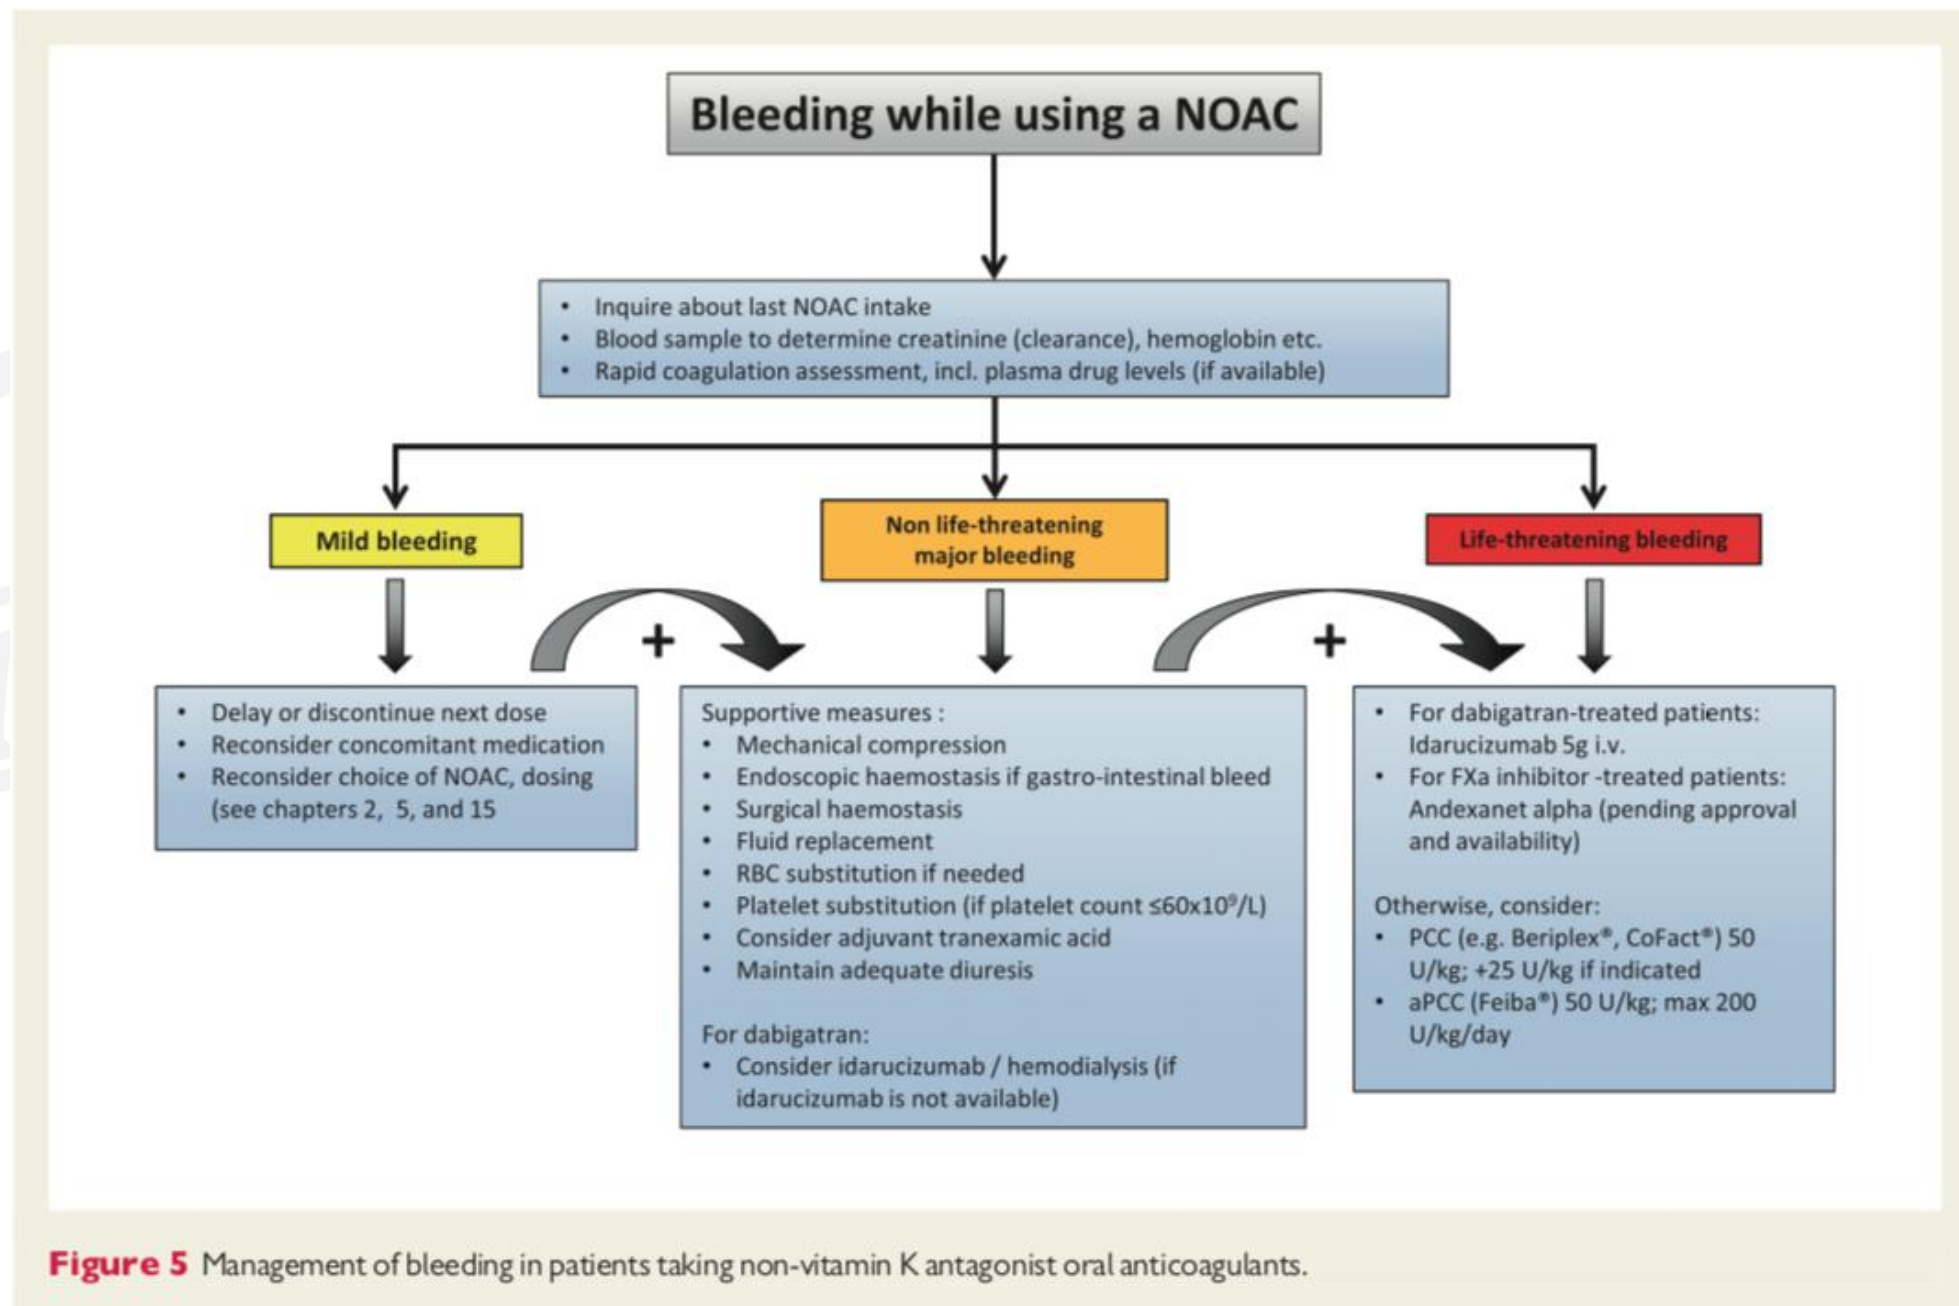 Bleeding while using a NOAC
• Inquire about last NOAC intake
• Blood sample to determine creatinine (clearance), hemoglobin etc.
• Rapid coagulation assessment, incl. plasma drug levels (if available)
Mild bleeding
Non life-threatening
major bleeding
Life-threatening bleeding
+
+
• Delay or discontinue next dose
• Reconsider concomitant medication
• Reconsider choice of NOAC, dosing
(see chapters 2, 5, and 15
Supportive measures :
• Mechanical compression
• Endoscopic haemostasis if gastro-intestinal bleed
• Surgical haemostasis
• Fluid replacement
• RBC substitution if needed
• Platelet substitution (if platelet count ≤60x10⁹/L)
• Consider adjuvant tranexamic acid
• Maintain adequate diuresis
For dabigatran:
• Consider idarucizumab / hemodialysis (if
idarucizumab is not available)
• For dabigatran-treated patients:
Idarucizumab 5g i.v.
• For FXa inhibitor -treated patients:
Andexanet alpha (pending approval
and availability)
Otherwise, consider:
• PCC (e.g. Beriplex®, CoFact®) 50
U/kg; +25 U/kg if indicated
• aPCC (Feiba®) 50 U/kg; max 200
U/kg/day
Figure 5 Management of bleeding in patients taking non-vitamin K antagonist oral anticoagulants.